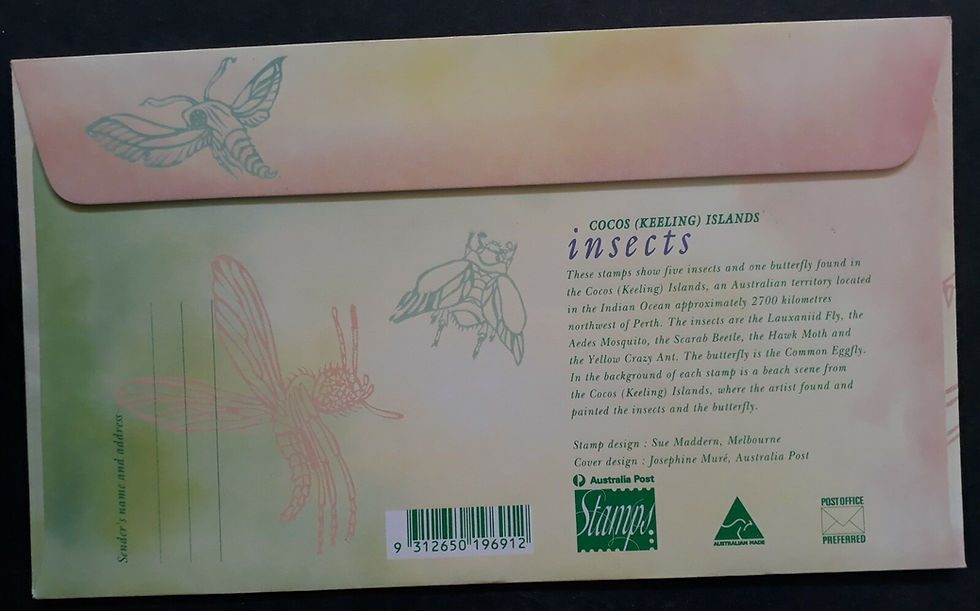 COCOS (KEELING) ISLANDS
insects
These stamps show five insects and one butterfly found in
the Cocos (Keeling) Islands, an Australian territory located
in the Indian Ocean approximately 2700 kilometres
northwest of Perth. The insects are the Lauxaniid Fly, the
Aedes Mosquito, the Scarab Beetle, the Hawk Moth and
the Yellow Crazy Ant. The butterfly is the Common Eggfly.
In the background of each stamp is a beach scene from
the Cocos (Keeling) Islands, where the artist found and
painted the insects and the butterfly.
Stamp design : Sue Maddern, Melbourne
Cover design : Josephine Muré, Australia Post
Australia Post
Stamps.
AUSTRALIAN MADE
POST OFFICE
PREFERRED
9 312650 196912
Sender's name and address